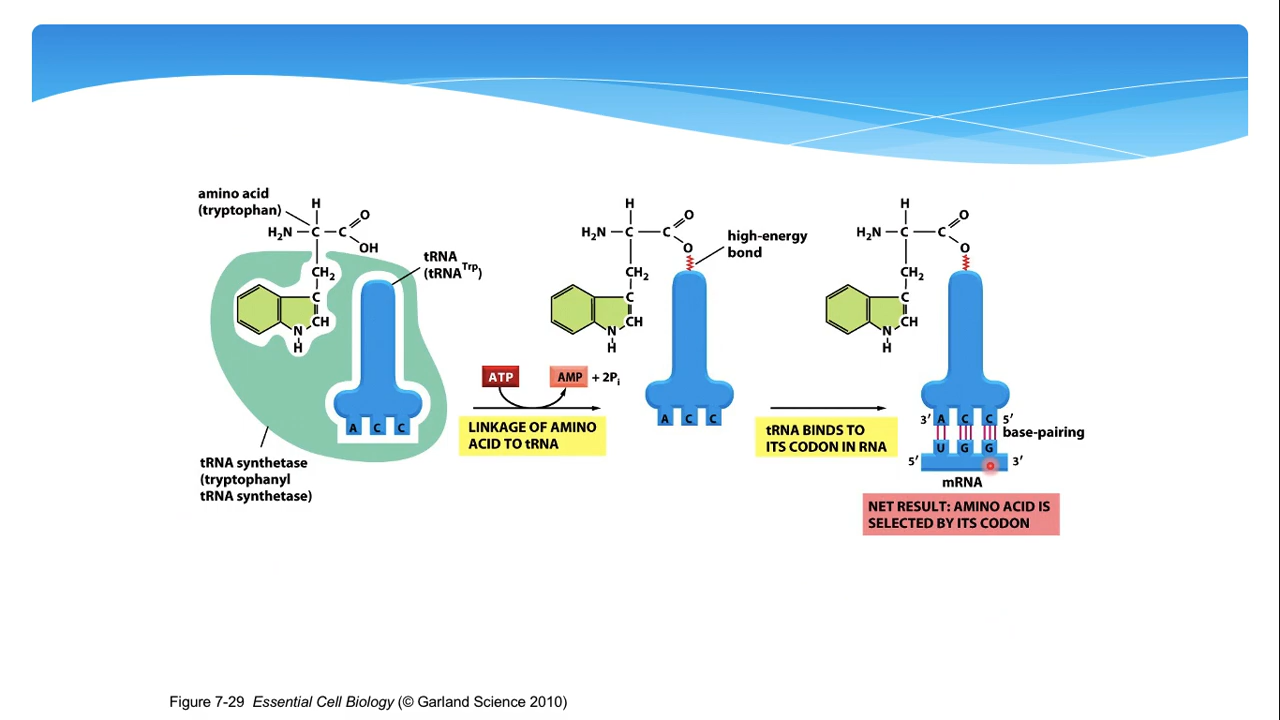 amino acid
(tryptophan)
H
H₂N C C O
OH
CH₂
C
CH
N
H
tRNA
(tRNA^Trp)
A C C
tRNA synthetase
(tryptophanyl
tRNA synthetase)
ATP AMP + 2Pᵢ
LINKAGE OF AMINO
ACID TO tRNA
H
H₂N C C O
O
CH₂
C
CH
N
H
high-energy
bond
A C C
tRNA BINDS TO
ITS CODON IN RNA
H
H₂N C C O
O
CH₂
C
CH
N
H
3′ A C C 5′
base-pairing
U G G
5′ 3′
mRNA
NET RESULT: AMINO ACID IS
SELECTED BY ITS CODON
Figure 7-29 Essential Cell Biology (© Garland Science 2010)